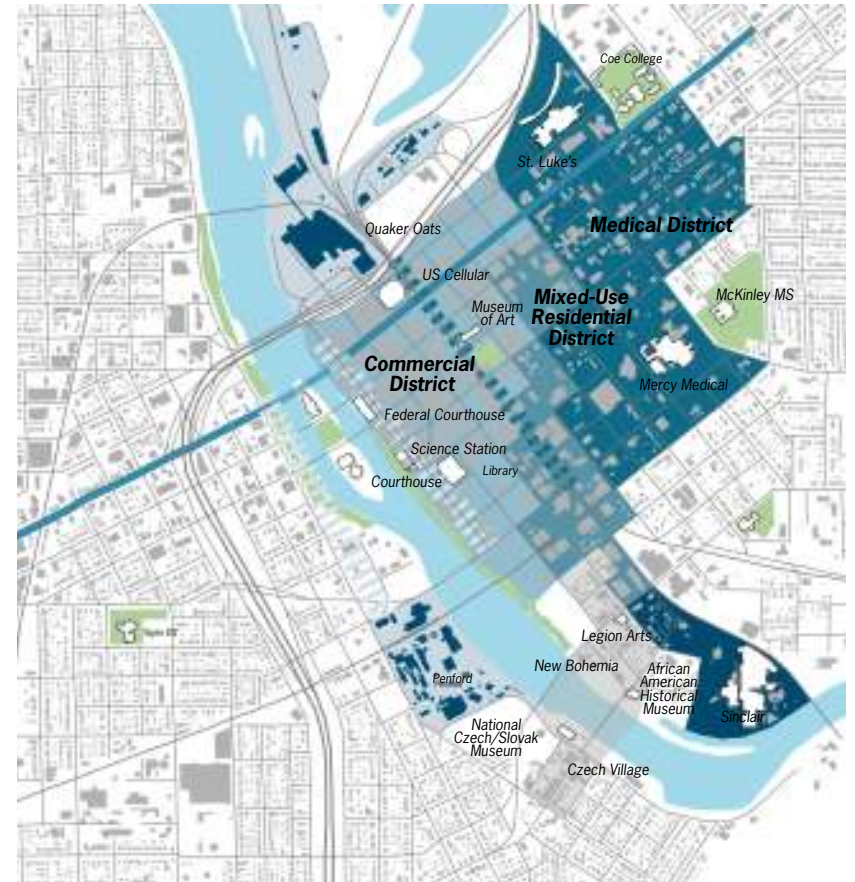 Coe College
St. Luke's
Medical District
Quaker Oats
US Cellular
McKinley MS
Mixed-Use
Residential
District
Museum
of Art
Commercial
District
Mercy Medical
Federal Courthouse
Science Station
Library
Courthouse
Legion Arts
New Bohemia
African
American
Historical
Museum
Penford
Sinclair
National
Czech/Slovak
Museum
Czech Village